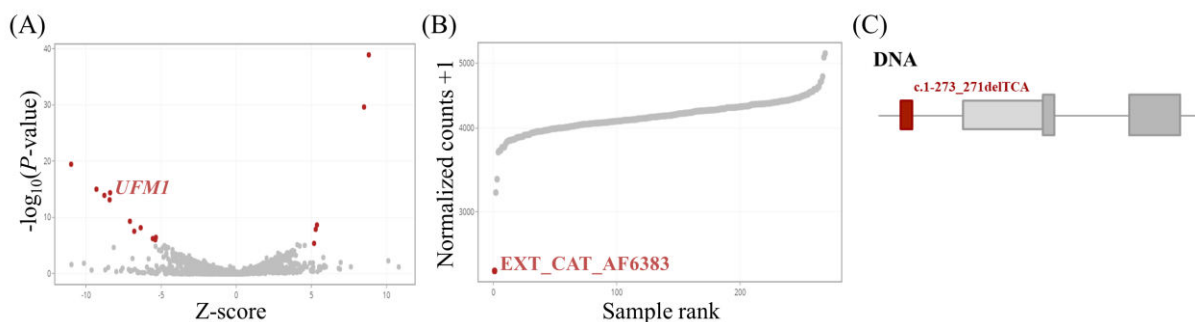 (A)
-log10(P-value)
40
30
20
10
0
UFM1
-10
-5
0
5
10
Z-score
(B)
Normalized counts +1
5000
4000
3000
EXT_CAT_AF6383
0
100
200
Sample rank
(C)
DNA
c.1-273_271delTCA